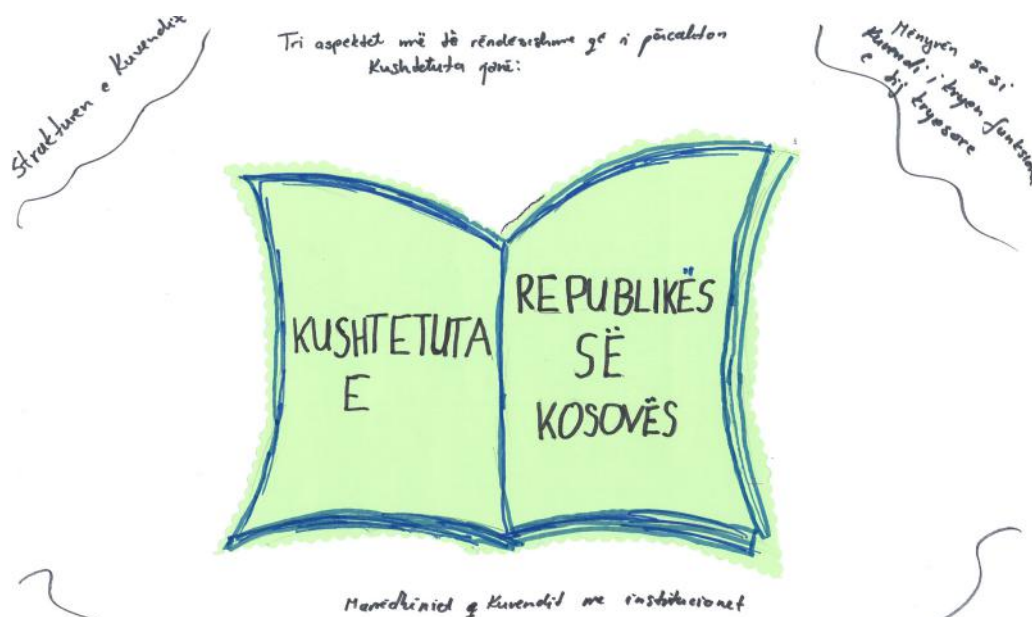 Tri aspektet më të rëndësishme që i përcakton
Kushtetuta janë:
Strukturën e Kuvendit
Mënyrën se si
Kuvendi i kryen funksionet
e tij kryesore
KUSHTETUTA
E
REPUBLIKËS
SË
KOSOVËS
Marrëdhëniet e Kuvendit me institucionet